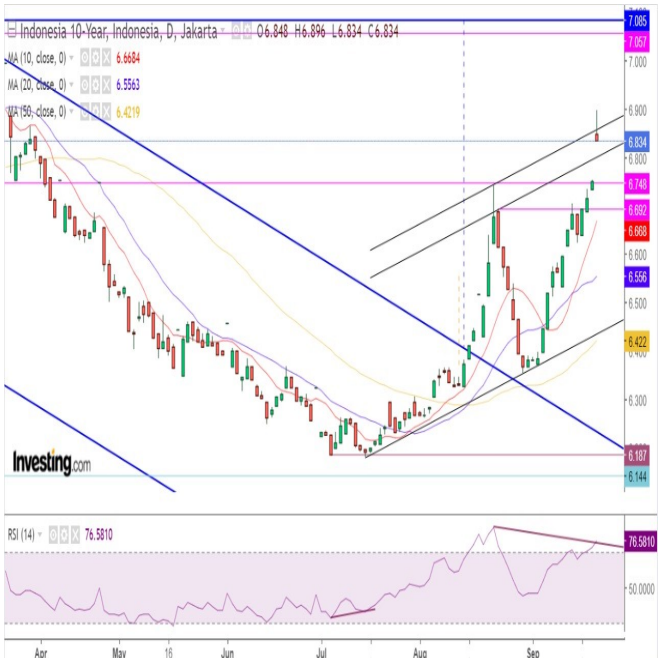 7.085
Indonesia 10-Year, Indonesia, D, Jakarta O6.848 H6.896 L6.834 C6.834
7.057
MA (10, close, 0) 6.6684
7.000
MA (20, close, 0) 6.5563
MA (50, close, 0) 6.4219
6.900
6.834
6.800
6.748
6.692
6.668
6.600
6.556
6.500
6.422
6.400
6.300
6.187
6.144
Investing.com
RSI (14) 76.5810
76.5810
50.0000
Apr May 16 Jun Jul Aug Sep